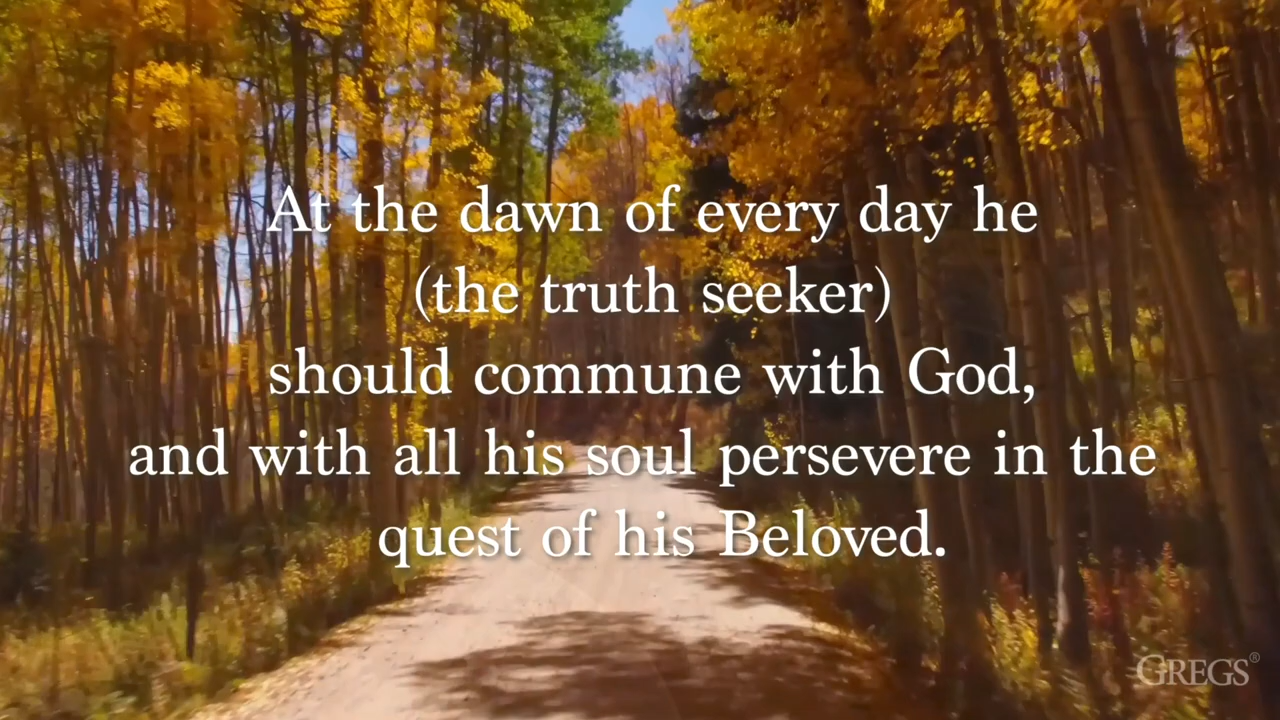 At the dawn of every day he
(the truth seeker)
should commune with God,
and with all his soul persevere in the
quest of his Beloved.
GREGS®